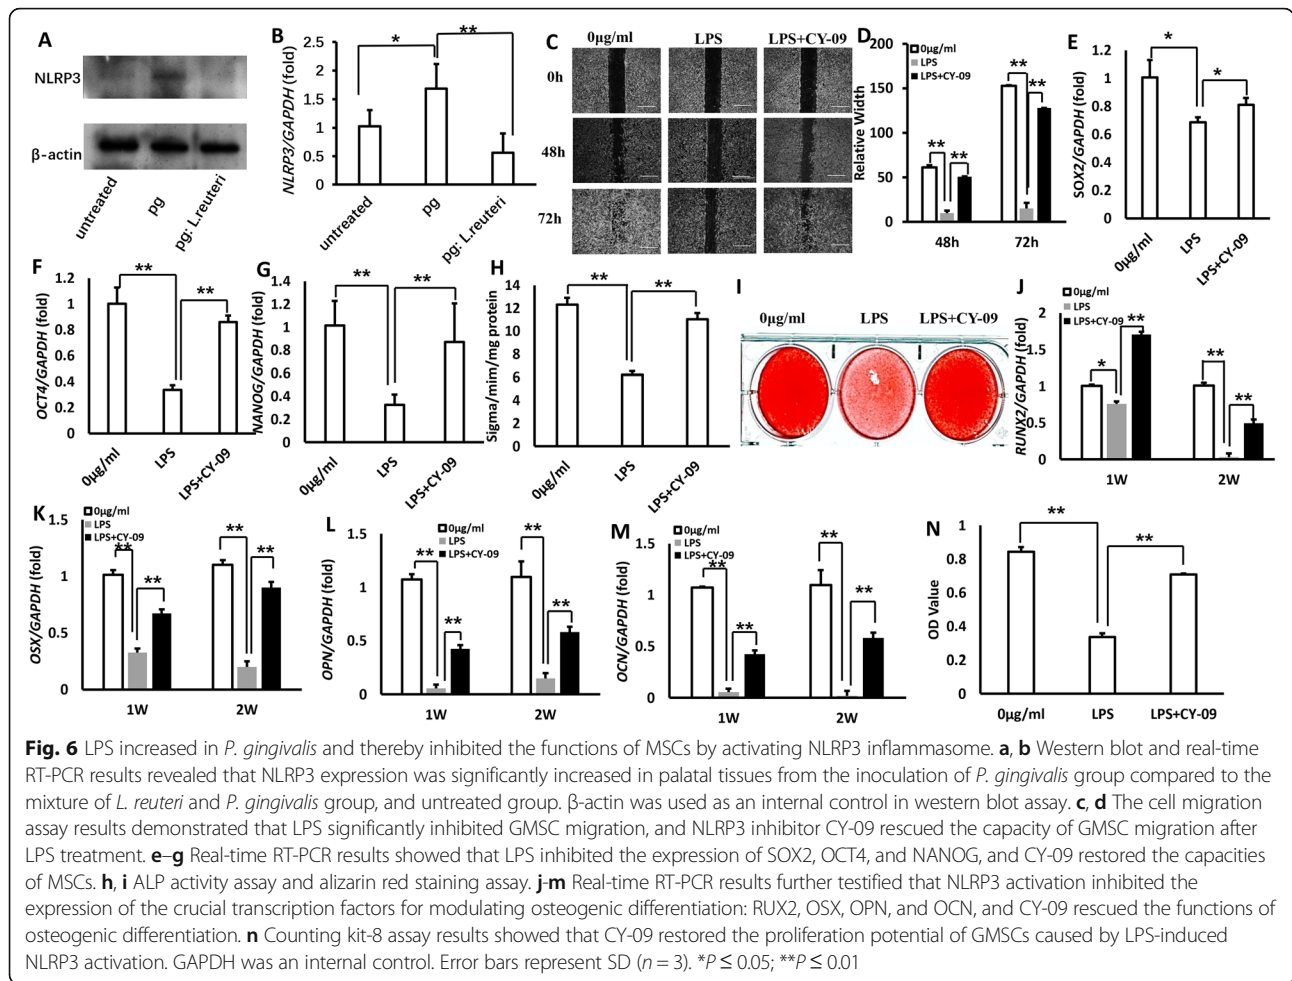 A
NLRP3
β-actin
untreated
pg
pg: L.reuteri
B
NLRP3/GAPDH (fold)
2.5
2
1.5
1
0.5
0
*
**
untreated
pg
pg: L.reuteri
C
0μg/ml
LPS
LPS+CY-09
0h
48h
72h
D
Relative Width
200
150
100
50
0
0μg/ml
LPS
LPS+CY-09
**
**
**
**
48h
72h
E
SOX2/GAPDH (fold)
1.2
1
0.8
0.6
0.4
0.2
0
*
*
0μg/ml
LPS
LPS+CY-09
F
OCT4/GAPDH (fold)
1.2
1
0.8
0.6
0.4
0.2
0
**
**
0μg/ml
LPS
LPS+CY-09
G
NANOG/GAPDH (fold)
1.4
1.2
1
0.8
0.6
0.4
0.2
0
**
**
0μg/ml
LPS
LPS+CY-09
H
Sigma/mim/mg protein
14
12
10
8
6
4
2
0
**
**
0μg/ml
LPS
LPS+CY-09
I
0μg/ml
LPS
LPS+CY-09
J
RUNX2/GAPDH (fold)
2
1.5
1
0.5
0
0μg/ml
LPS
LPS+CY-09
*
**
**
**
1W
2W
K
OSX/GAPDH (fold)
1.5
1
0.5
0
0μg/ml
LPS
LPS+CY-09
**
**
**
**
1W
2W
L
OPN/GAPDH (fold)
1.5
1
0.5
0
0μg/ml
LPS
LPS+CY-09
**
**
**
**
1W
2W
M
OCN/GAPDH (fold)
1.5
1
0.5
0
0μg/ml
LPS
LPS+CY-09
**
**
**
**
1W
2W
N
OD Value
1
0.8
0.6
0.4
0.2
0
**
**
0μg/ml
LPS
LPS+CY-09
Fig. 6 LPS increased in P. gingivalis and thereby inhibited the functions of MSCs by activating NLRP3 inflammasome. a, b Western blot and real-time
RT-PCR results revealed that NLRP3 expression was significantly increased in palatal tissues from the inoculation of P. gingivalis group compared to the
mixture of L. reuteri and P. gingivalis group, and untreated group. β-actin was used as an internal control in western blot assay. c, d The cell migration
assay results demonstrated that LPS significantly inhibited GMSC migration, and NLRP3 inhibitor CY-09 rescued the capacity of GMSC migration after
LPS treatment. e–g Real-time RT-PCR results showed that LPS inhibited the expression of SOX2, OCT4, and NANOG, and CY-09 restored the capacities
of MSCs. h, i ALP activity assay and alizarin red staining assay. j-m Real-time RT-PCR results further testified that NLRP3 activation inhibited the
expression of the crucial transcription factors for modulating osteogenic differentiation: RUX2, OSX, OPN, and OCN, and CY-09 rescued the functions of
osteogenic differentiation. n Counting kit-8 assay results showed that CY-09 restored the proliferation potential of GMSCs caused by LPS-induced
NLRP3 activation. GAPDH was an internal control. Error bars represent SD (n = 3). *P ≤ 0.05; **P ≤ 0.01